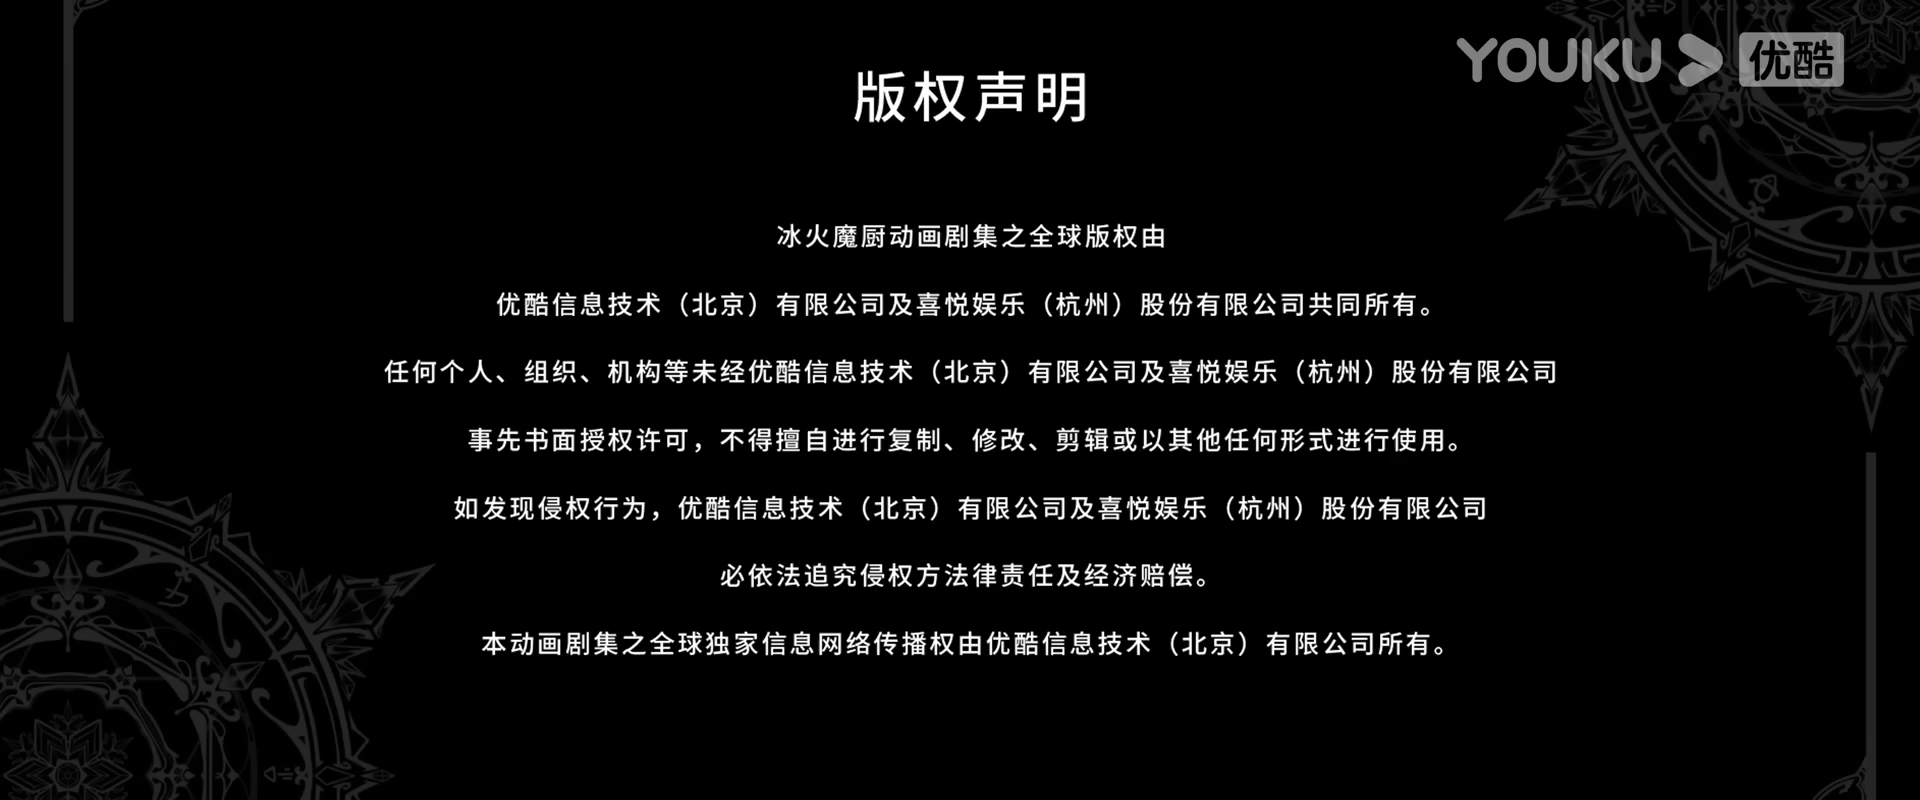 YOUKU 优酷
版权声明
冰火魔厨动画剧集之全球版权由
优酷信息技术（北京）有限公司及喜悦娱乐（杭州）股份有限公司共同所有。
任何个人、组织、机构等未经优酷信息技术（北京）有限公司及喜悦娱乐（杭州）股份有限公司
事先书面授权许可，不得擅自进行复制、修改、剪辑或以其他任何形式进行使用。
如发现侵权行为，优酷信息技术（北京）有限公司及喜悦娱乐（杭州）股份有限公司
必依法追究侵权方法律责任及经济赔偿。
本动画剧集之全球独家信息网络传播权由优酷信息技术（北京）有限公司所有。